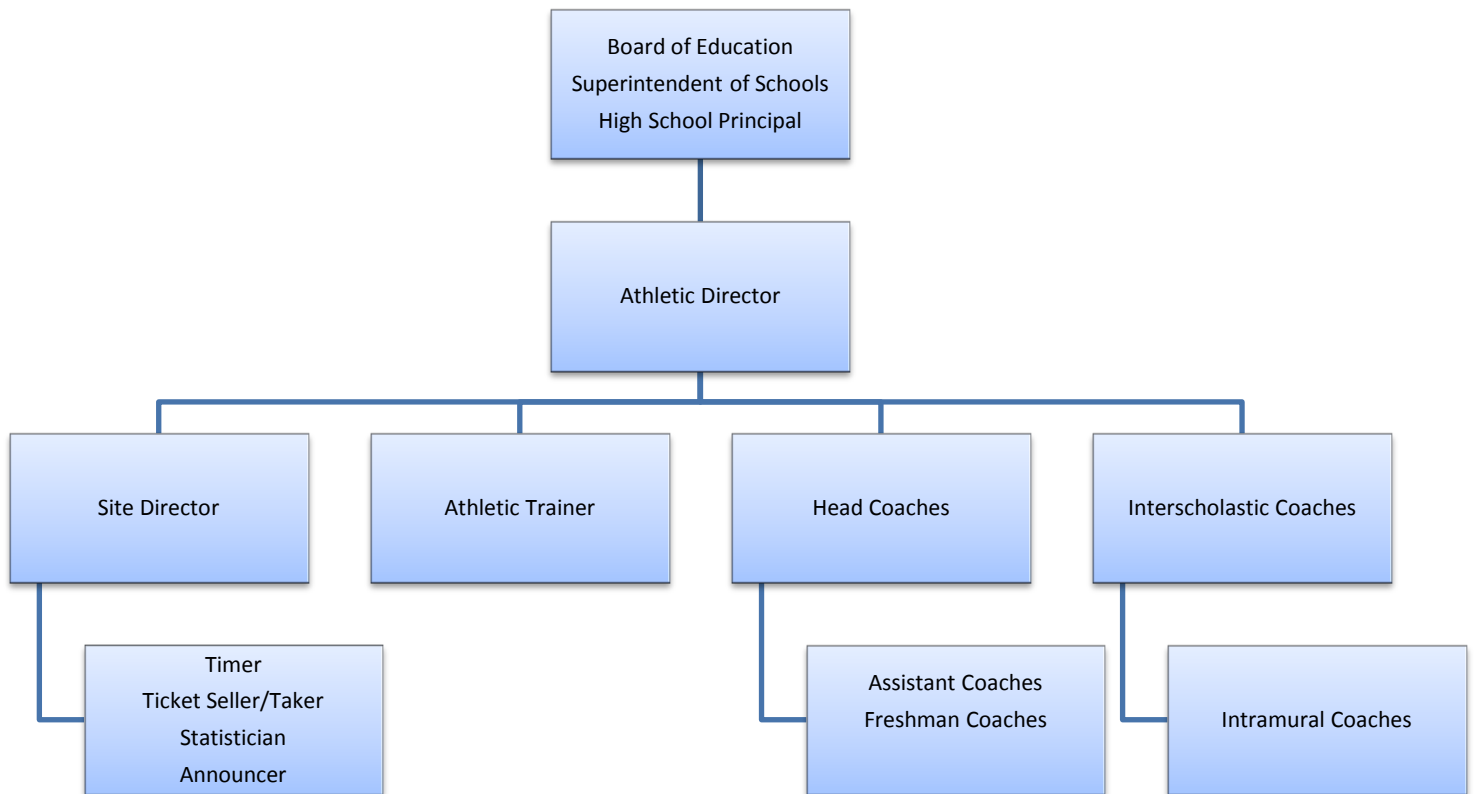 Board of Education
Superintendent of Schools
High School Principal
Athletic Director
Site Director
Athletic Trainer
Head Coaches
Interscholastic Coaches
Timer
Ticket Seller/Taker
Statistician
Announcer
Assistant Coaches
Freshman Coaches
Intramural Coaches